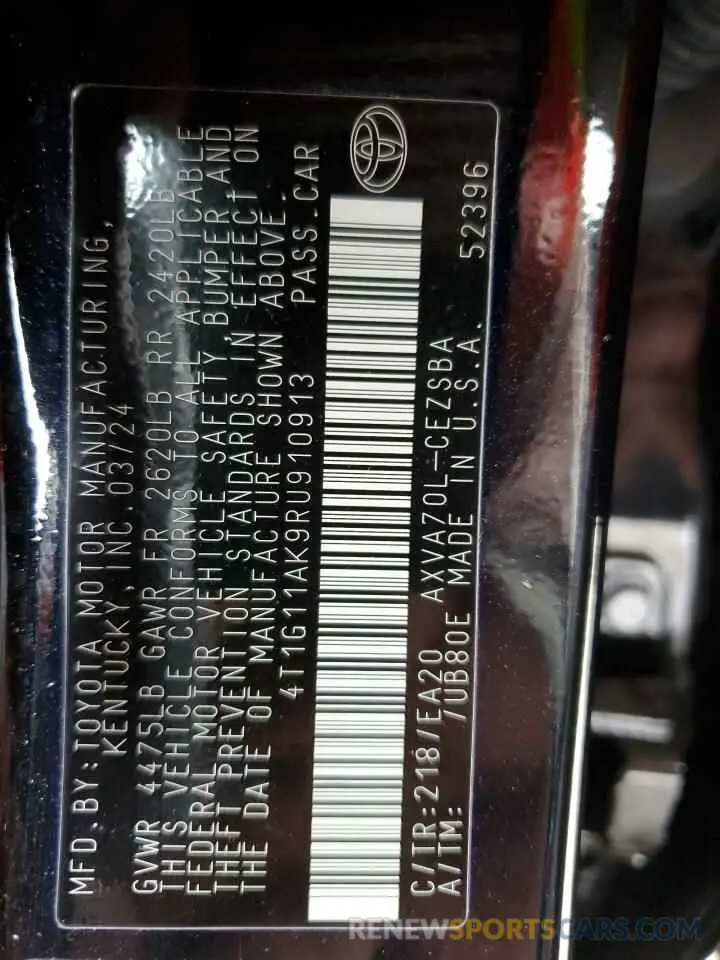 MFD.BY:TOYOTA MOTOR MANUFACTURING,
KENTUCKY, INC.03/24
GVWR 4475LB GAWR FR 2620LB RR 2420LB
THIS VEHICLE CONFORMS TO ALL APPLICABLE
FEDERAL MOTOR VEHICLE SAFETY, BUMPER,AND
THEFT PREVENTION STANDARDS IN EFFECT ON
THE DATE OF MANUFACTURE SHOWN ABOVE.
4T1G11AK9RU910913 PASS.CAR
C/TR:218/EA20 AXVA70L-CEZSBA 52396
A/TM: /UB80E MADE IN U.S.A.
RENEWSPORTSCARS.COM